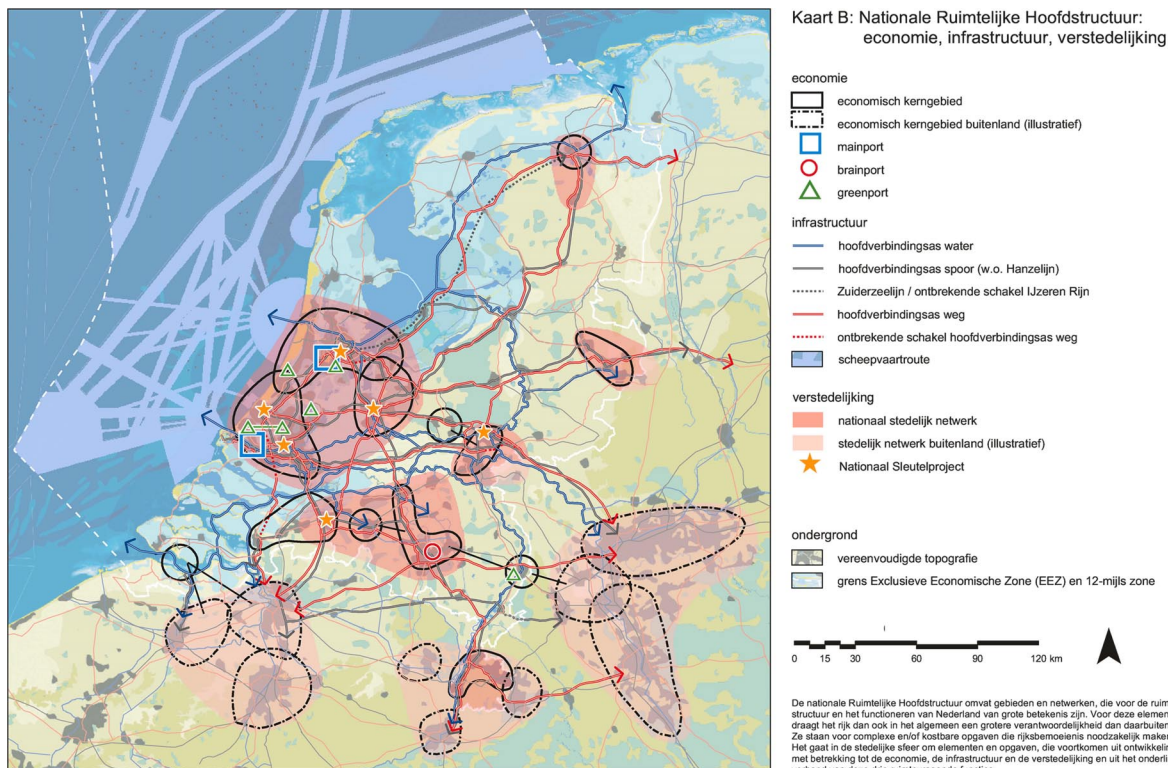 Kaart B: Nationale Ruimtelijke Hoofdstructuur:
economie, infrastructuur, verstedelijking
economie
economisch kerngebied
economisch kerngebied buitenland (illustratief)
mainport
brainport
greenport
infrastructuur
hoofdverbindingsas water
hoofdverbindingsas spoor (w.o. Hanzelijn)
Zuiderzeelijn / ontbrekende schakel IJzeren Rijn
hoofdverbindingsas weg
ontbrekende schakel hoofdverbindingsas weg
scheepvaartroute
verstedelijking
nationaal stedelijk netwerk
stedelijk netwerk buitenland (illustratief)
Nationaal Sleutelproject
ondergrond
vereenvoudigde topografie
grens Exclusieve Economische Zone (EEZ) en 12-mijls zone
0 15 30 60 90 120 km
De nationale Ruimtelijke Hoofdstructuur omvat gebieden en netwerken, die voor de ruim
structuur en het functioneren van Nederland van grote betekenis zijn. Voor deze elemen
draagt het rijk dan ook in het algemeen een grotere verantwoordelijkheid dan daarbuiten
Ze staan voor complexe en/of kostbare opgaven die rijksbemoeienis noodzakelijk maken
Het gaat in de stedelijke sfeer om elementen en opgaven, die voortkomen uit ontwikkelin
met betrekking tot de economie, de infrastructuur en de verstedelijking en uit het onderli